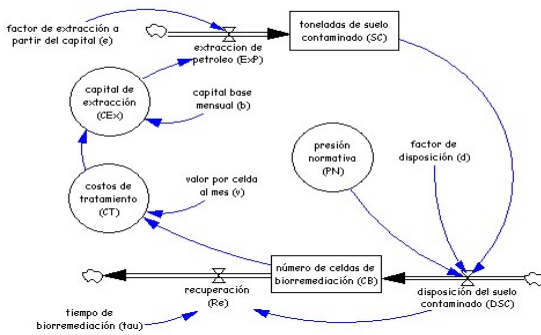 factor de extracción a
partir del capital (e)
toneladas de suelo
contaminado (SC)
extraccion de
petroleo (ExP)
capital de
extracción
(CEx)
capital base
mensual (b)
presión
normativa
(PN)
factor de
disposición (d)
costos de
tratamiento
(CT)
valor por celda
al mes (v)
número de celdas de
biorremediación (CB)
recuperación
(Re)
disposición del suelo
contaminado (DSC)
tiempo de
biorremediación (tau)